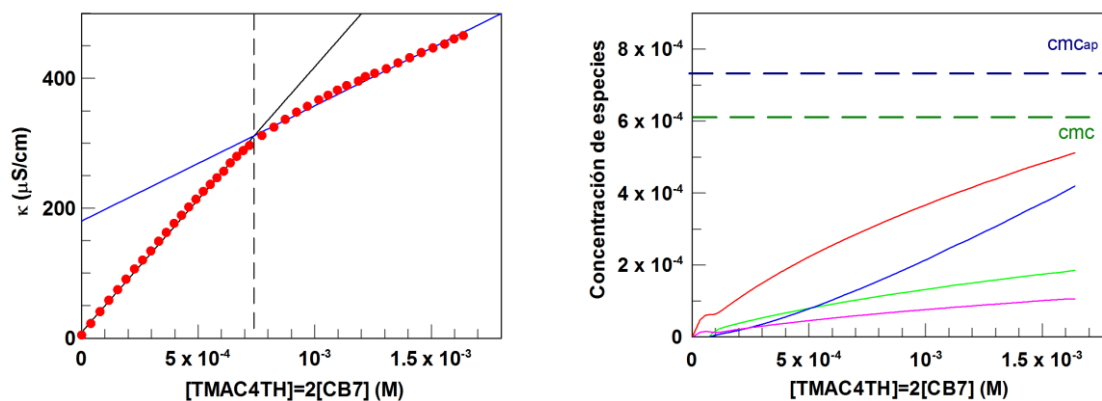 κ (μS/cm)
400
200
0
0
5 x 10⁻⁴
10⁻³
1.5 x 10⁻³
[TMAC4TH]=2[CB7] (M)
Concentración de especies
8 x 10⁻⁴
6 x 10⁻⁴
4 x 10⁻⁴
2 x 10⁻⁴
0
cmcap
cmc
0
5 x 10⁻⁴
10⁻³
1.5 x 10⁻³
[TMAC4TH]=2[CB7] (M)